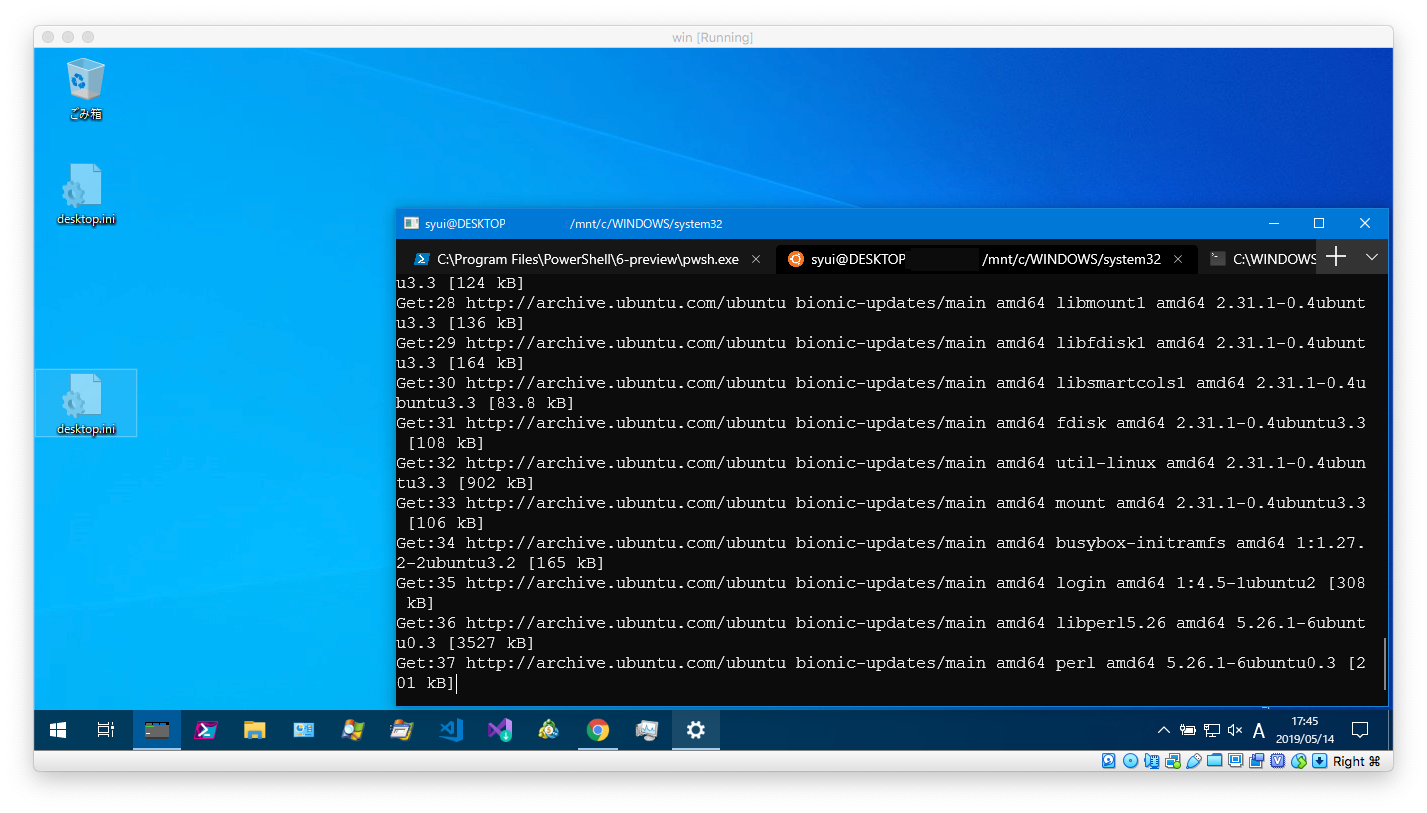 win [Running]
ごみ箱
desktop.ini
desktop.ini
syui@DESKTOP /mnt/c/WINDOWS/system32
C:\Program Files\PowerShell\6-preview\pwsh.exe
syui@DESKTOP /mnt/c/WINDOWS/system32
C:\WINDOWS
u3.3 [124 kB]
Get:28 http://archive.ubuntu.com/ubuntu bionic-updates/main amd64 libmount1 amd64 2.31.1-0.4ubunt
u3.3 [136 kB]
Get:29 http://archive.ubuntu.com/ubuntu bionic-updates/main amd64 libfdisk1 amd64 2.31.1-0.4ubunt
u3.3 [164 kB]
Get:30 http://archive.ubuntu.com/ubuntu bionic-updates/main amd64 libsmartcols1 amd64 2.31.1-0.4u
buntu3.3 [83.8 kB]
Get:31 http://archive.ubuntu.com/ubuntu bionic-updates/main amd64 fdisk amd64 2.31.1-0.4ubuntu3.3
 [108 kB]
Get:32 http://archive.ubuntu.com/ubuntu bionic-updates/main amd64 util-linux amd64 2.31.1-0.4ubun
tu3.3 [902 kB]
Get:33 http://archive.ubuntu.com/ubuntu bionic-updates/main amd64 mount amd64 2.31.1-0.4ubuntu3.3
 [106 kB]
Get:34 http://archive.ubuntu.com/ubuntu bionic-updates/main amd64 busybox-initramfs amd64 1:1.27.
2-2ubuntu3.2 [165 kB]
Get:35 http://archive.ubuntu.com/ubuntu bionic-updates/main amd64 login amd64 1:4.5-1ubuntu2 [308
 kB]
Get:36 http://archive.ubuntu.com/ubuntu bionic-updates/main amd64 libperl5.26 amd64 5.26.1-6ubunt
u0.3 [3527 kB]
Get:37 http://archive.ubuntu.com/ubuntu bionic-updates/main amd64 perl amd64 5.26.1-6ubuntu0.3 [2
01 kB]
A
17:45
2019/05/14
Right ⌘